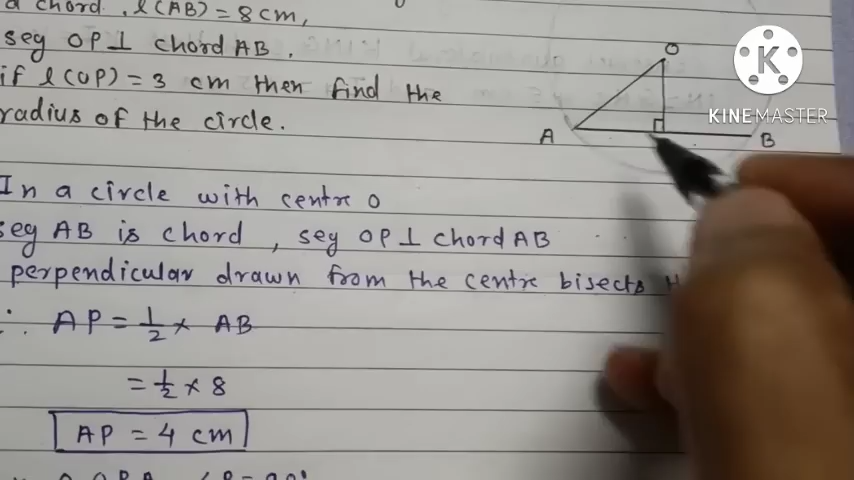 a chord, l(AB) = 8 cm,
seg OP ⊥ chord AB.
if l(OP) = 3 cm then find the
radius of the circle.
O
A
B
K
KINEMASTER
In a circle with centre O
seg AB is chord, seg OP ⊥ chord AB
perpendicular drawn from the centre bisects
∴ AP = 1/2 × AB
= 1/2 × 8
AP = 4 cm